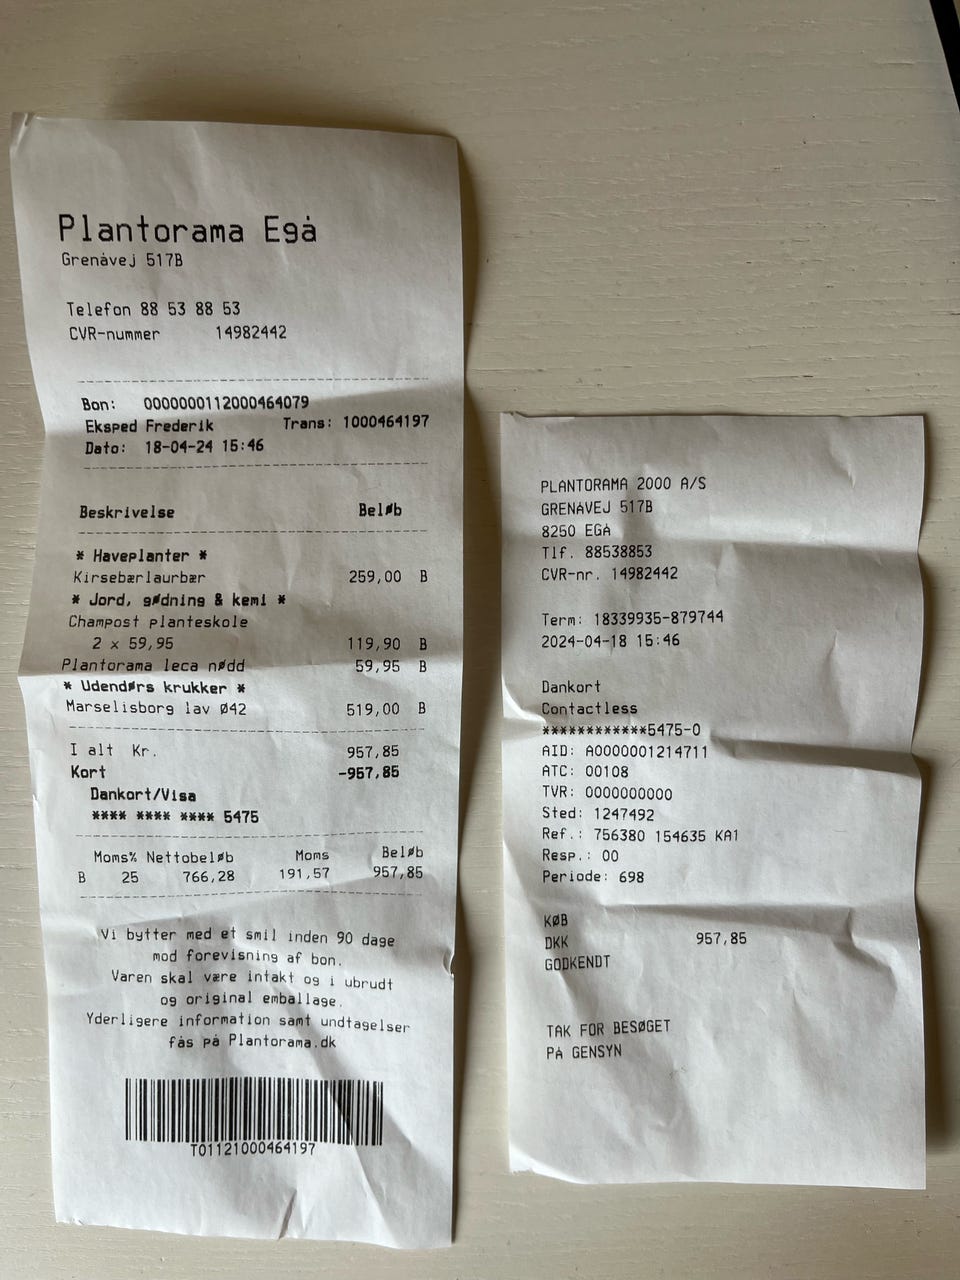 Plantorama Egå
Grenåvej 517B
Telefon 88 53 88 53
CVR-nummer 14982442
Bon: 0000000112000464079
Eksped Frederik Trans: 1000464197
Dato: 18-04-24 15:46
Beskrivelse Beløb
* Haveplanter *
Kirsebærlaurbær 259,00 B
* Jord, gødning & kemi *
Champost planteskole
2 x 59,95 119,90 B
Plantorama leca nødd 59,95 B
* Udendørs krukker *
Marselisborg lav Ø42 519,00 B
I alt Kr. 957,85
Kort -957,85
Dankort/Visa
**** **** **** 5475
Moms% Nettobeløb Moms Beløb
B 25 766,28 191,57 957,85
Vi bytter med et smil inden 90 dage
mod forevisning af bon.
Varen skal være intakt og i ubrudt
og original emballage.
Yderligere information samt undtagelser
fås på Plantorama.dk
T01121000464197
PLANTORAMA 2000 A/S
GRENÅVEJ 517B
8250 EGÅ
Tlf. 88538853
CVR-nr. 14982442
Term: 18339935-879744
2024-04-18 15:46
Dankort
Contactless
************5475-0
AID: A0000001214711
ATC: 00108
TVR: 0000000000
Sted: 1247492
Ref.: 756380 154635 KA1
Resp.: 00
Periode: 698
KØB
DKK 957,85
GODKENDT
TAK FOR BESØGET
PÅ GENSYN